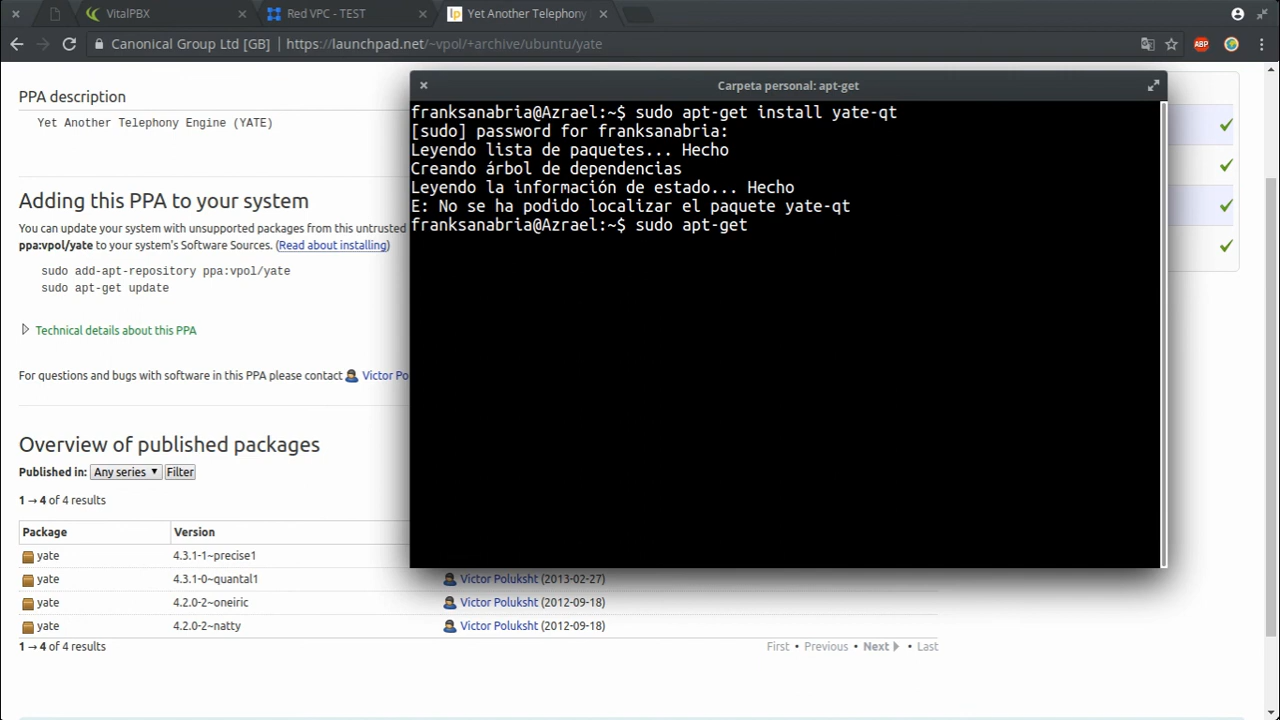 VitalPBX
Red VPC - TEST
Yet Another Telephony
Canonical Group Ltd [GB] https://launchpad.net/~vpol/+archive/ubuntu/yate
ABP
PPA description
Yet Another Telephony Engine (YATE)
Adding this PPA to your system
You can update your system with unsupported packages from this untrusted
ppa:vpol/yate to your system's Software Sources. (Read about installing)
sudo add-apt-repository ppa:vpol/yate
sudo apt-get update
Technical details about this PPA
For questions and bugs with software in this PPA please contact Victor Po
Carpeta personal: apt-get
franksanabria@Azrael:~$ sudo apt-get install yate-qt
[sudo] password for franksanabria:
Leyendo lista de paquetes... Hecho
Creando árbol de dependencias
Leyendo la información de estado... Hecho
E: No se ha podido localizar el paquete yate-qt
franksanabria@Azrael:~$ sudo apt-get
Overview of published packages
Published in: Any series Filter
1 → 4 of 4 results
Package Version
yate 4.3.1-1~precise1
yate 4.3.1-0~quantal1 Victor Poluksht (2013-02-27)
yate 4.2.0-2~oneiric Victor Poluksht (2012-09-18)
yate 4.2.0-2~natty Victor Poluksht (2012-09-18)
1 → 4 of 4 results First • Previous • Next • Last